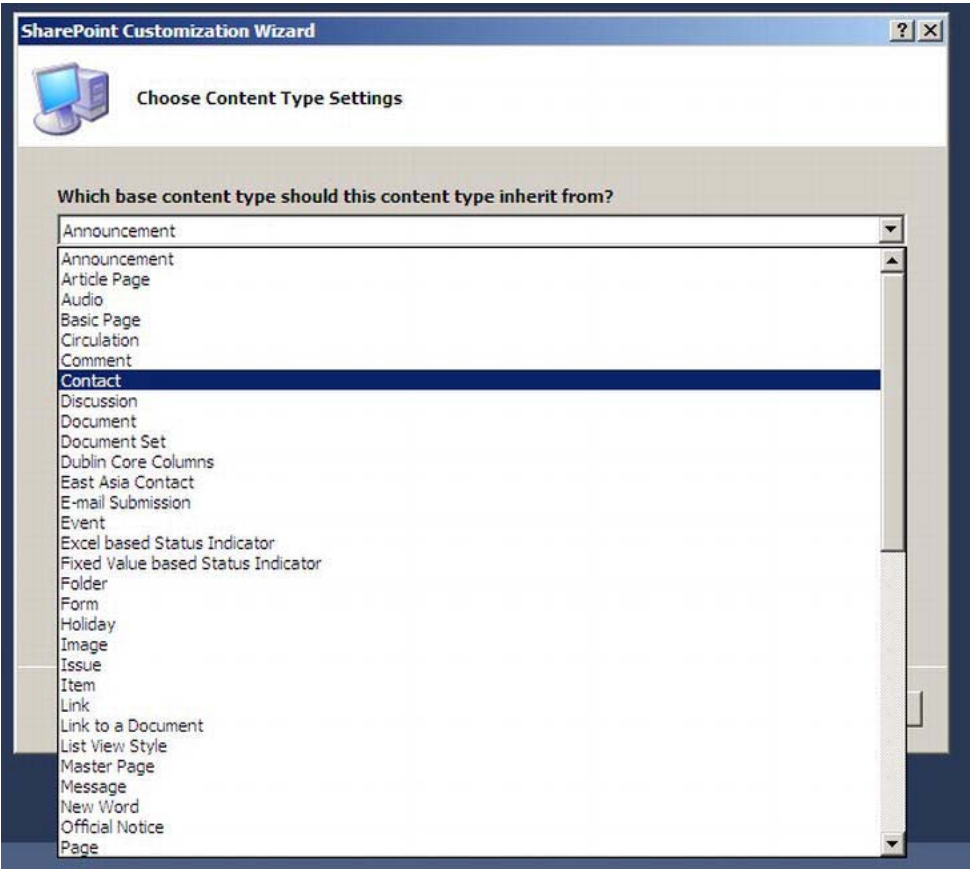 SharePoint Customization Wizard
Choose Content Type Settings
Which base content type should this content type inherit from?
Announcement
Announcement
Article Page
Audio
Basic Page
Circulation
Comment
Contact
Discussion
Document
Document Set
Dublin Core Columns
East Asia Contact
E-mail Submission
Event
Excel based Status Indicator
Fixed Value based Status Indicator
Folder
Form
Holiday
Image
Issue
Item
Link
Link to a Document
List View Style
Master Page
Message
New Word
Official Notice
Page